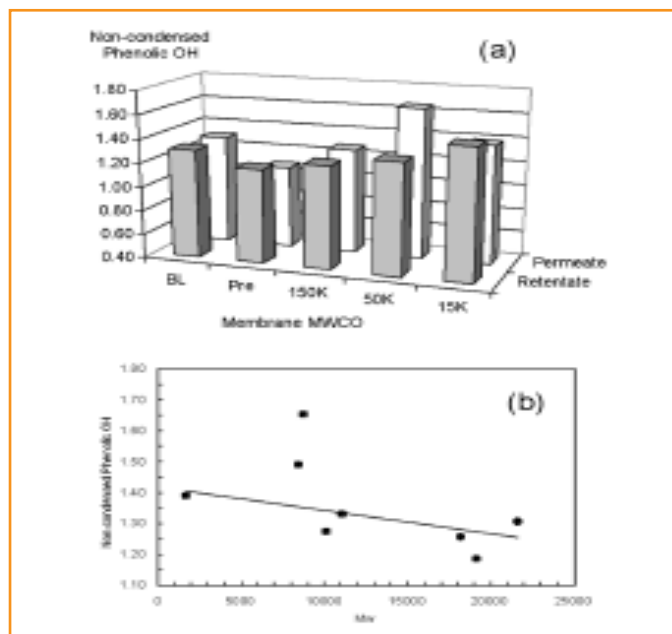 Non-condensed
Phenolic OH
(a)
1.80
1.60
1.40
1.20
1.00
0.80
0.60
0.40
BL
Pre
150K
50K
15K
Permeate
Retentate
Membrane MWCO
(b)
Non-condensed Phenolic OH
1.80
1.70
1.60
1.50
1.40
1.30
1.20
1.10
0
5000
10000
15000
20000
25000
Mw